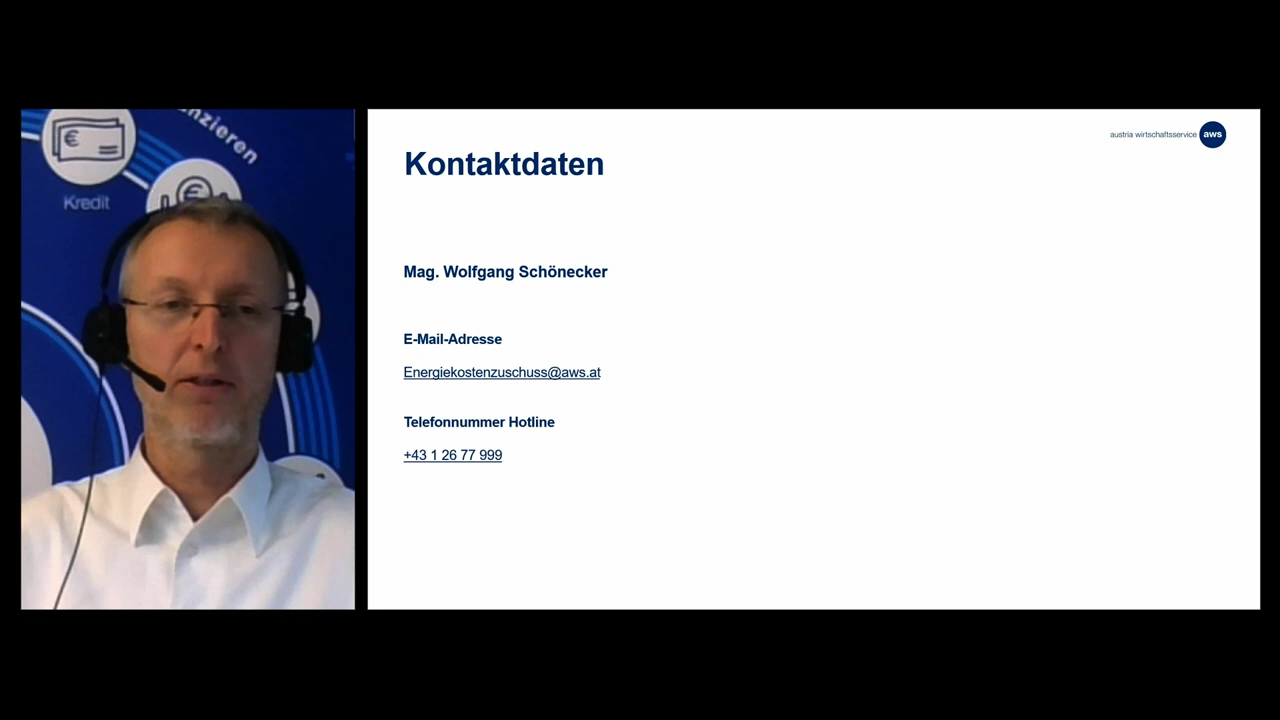 nzieren
Kredit
austria wirtschaftsservice aws
Kontaktdaten
Mag. Wolfgang Schönecker
E-Mail-Adresse
Energiekostenzuschuss@aws.at
Telefonnummer Hotline
+43 1 26 77 999